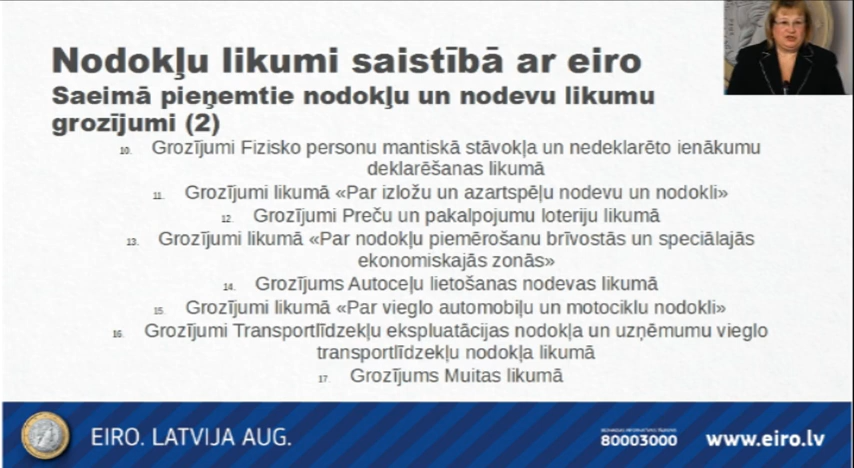 Nodokļu likumi saistībā ar eiro
Saeimā pieņemtie nodokļu un nodevu likumu
grozījumi (2)
10. Grozījumi Fizisko personu mantiskā stāvokļa un nedeklarēto ienākumu
deklarēšanas likumā
11. Grozījumi likumā «Par izložu un azartspēļu nodevu un nodokli»
12. Grozījumi Preču un pakalpojumu loteriju likumā
13. Grozījumi likumā «Par nodokļu piemērošanu brīvostās un speciālajās
ekonomiskajās zonās»
14. Grozījums Autoceļu lietošanas nodevas likumā
15. Grozījumi likumā «Par vieglo automobiļu un motociklu nodokli»
16. Grozījumi Transportlīdzekļu ekspluatācijas nodokļa un uzņēmumu vieglo
transportlīdzekļu nodokļa likumā
17. Grozījums Muitas likumā
EIRO. LATVIJA AUG.
80003000
www.eiro.lv